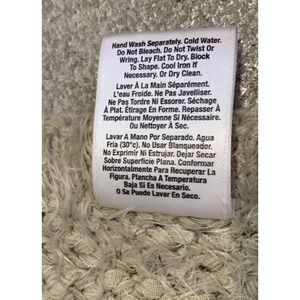 Hand Wash Separately. Cold Water.
Do Not Bleach. Do Not Twist Or
Wring. Lay Flat To Dry. Block
To Shape. Cool Iron If
Necessary. Or Dry Clean.
Laver À La Main Séparément.
L'eau Froide. Ne Pas Javelliser.
Ne Pas Tordre Ni Essorer. Séchage
À Plat. Étirage En Forme. Repasser À
Température Moyenne Si Nécessaire.
Ou Nettoyer À Sec.
Lavar A Mano Por Separado. Agua
Fria (30°c). No Usar Blanqueador.
No Exprimir Ni Estrujar. Dejar Secar
Sobre Superficie Plana. Conformar
Horizontalmente Para Recuperar La
Figura. Plancha A Temperatura
Baja Si Es Necesario.
O Se Puede Lavar En Seco.